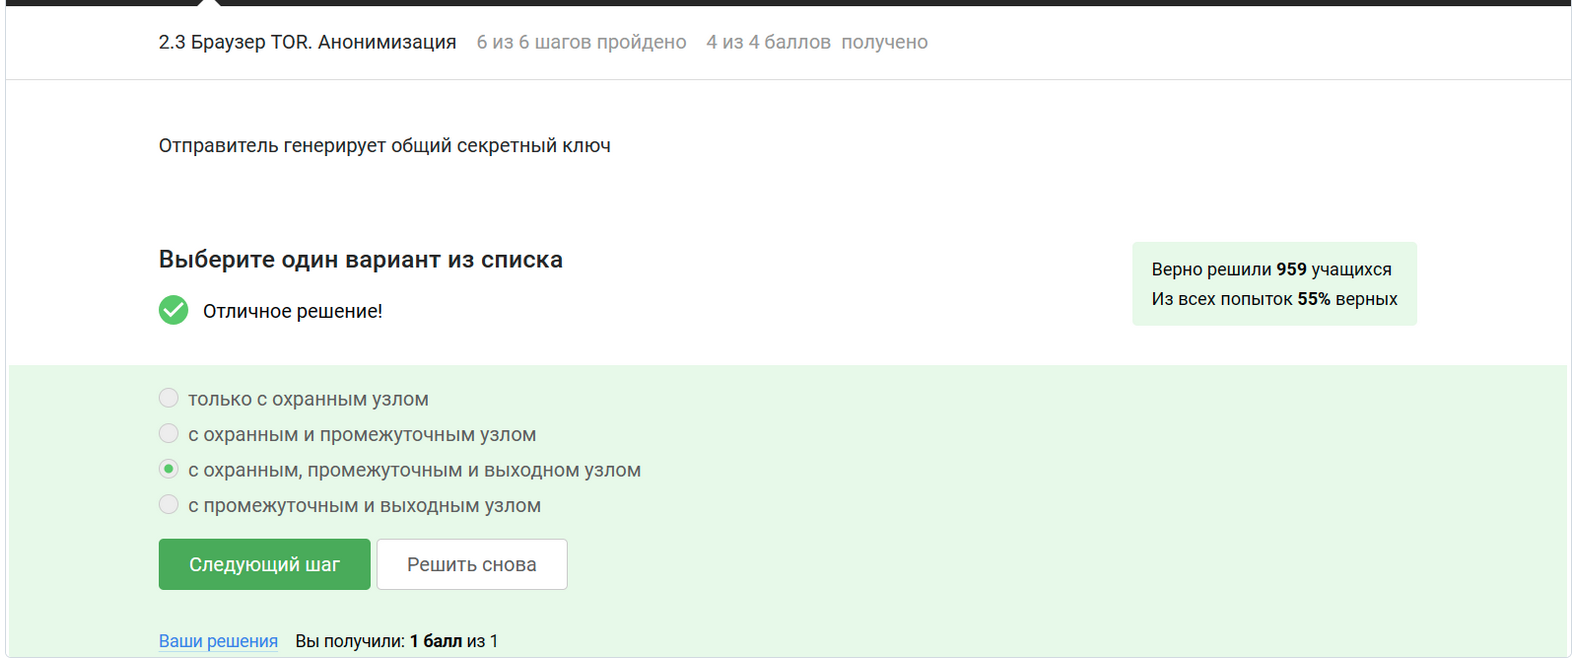 2.3 Браузер TOR. Анонимизация 6 из 6 шагов пройдено 4 из 4 баллов получено
Отправитель генерирует общий секретный ключ
Выберите один вариант из списка
Отличное решение!
Верно решили 959 учащихся
Из всех попыток 55% верных
только с охранным узлом
с охранным и промежуточным узлом
с охранным, промежуточным и выходном узлом
с промежуточным и выходным узлом
Следующий шаг Решить снова
Ваши решения Вы получили: 1 балл из 1